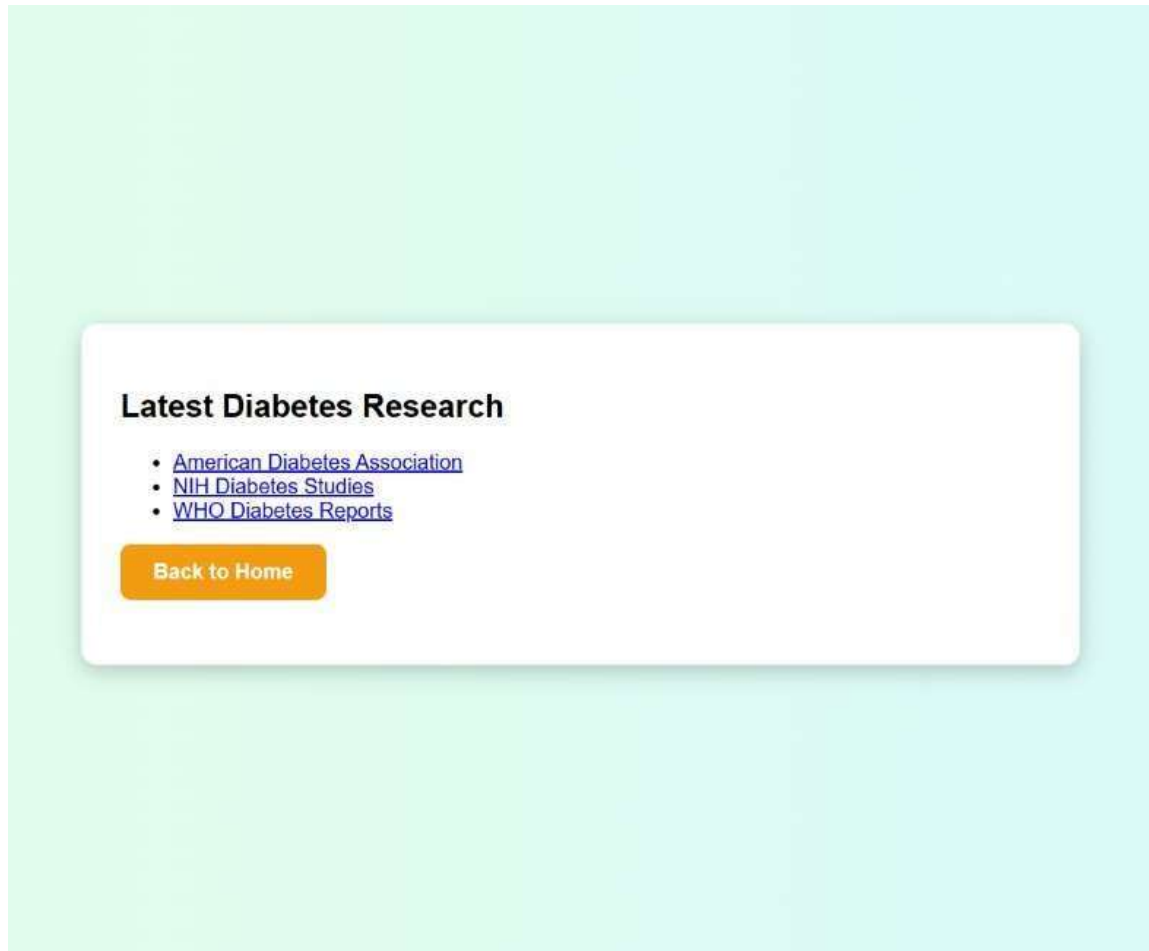 Latest Diabetes Research
American Diabetes Association
NIH Diabetes Studies
WHO Diabetes Reports
Back to Home